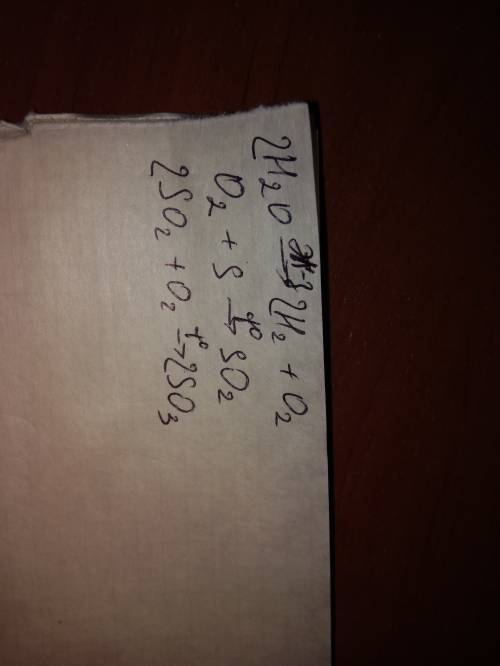 2H₂O → 2H₂ + O₂
O₂ + S t°→ SO₂
2SO₂ + O₂ t°→ 2SO₃